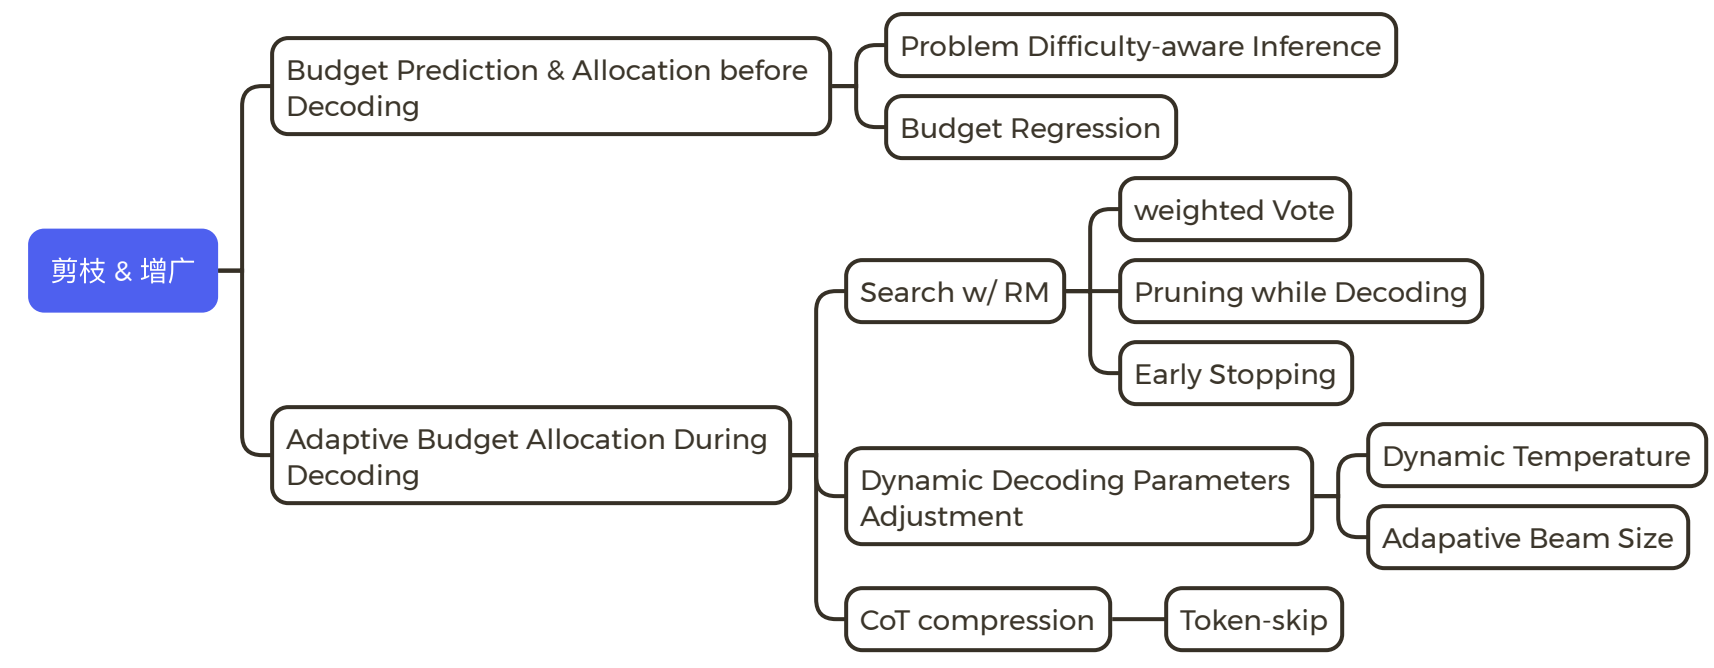 剪枝 & 增广
Budget Prediction & Allocation before
Decoding
Problem Difficulty-aware Inference
Budget Regression
Adaptive Budget Allocation During
Decoding
Search w/ RM
weighted Vote
Pruning while Decoding
Early Stopping
Dynamic Decoding Parameters
Adjustment
Dynamic Temperature
Adapative Beam Size
CoT compression
Token-skip